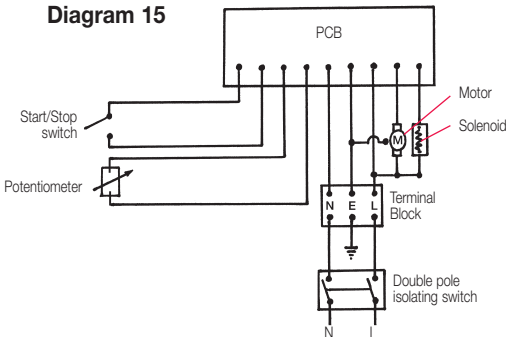 Diagram 15
PCB
Motor
Solenoid
Start/Stop
switch
M
Potentiometer
N E L
Terminal
Block
Double pole
isolating switch
N L